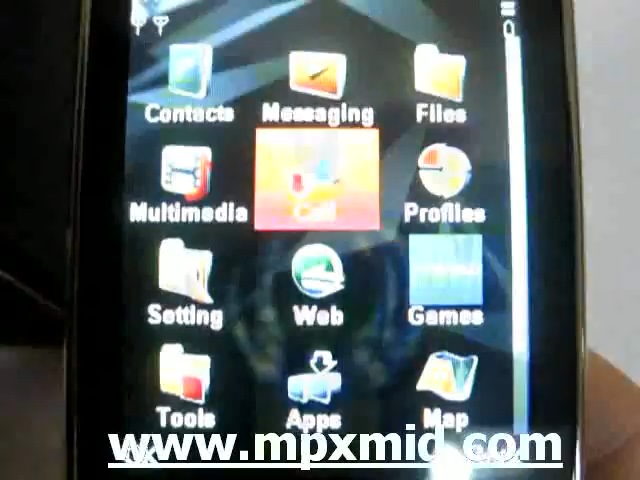 Contacts Messaging Files
Multimedia Call Profiles
Setting Web Games
Tools Apps Map
www.mpxmid.com